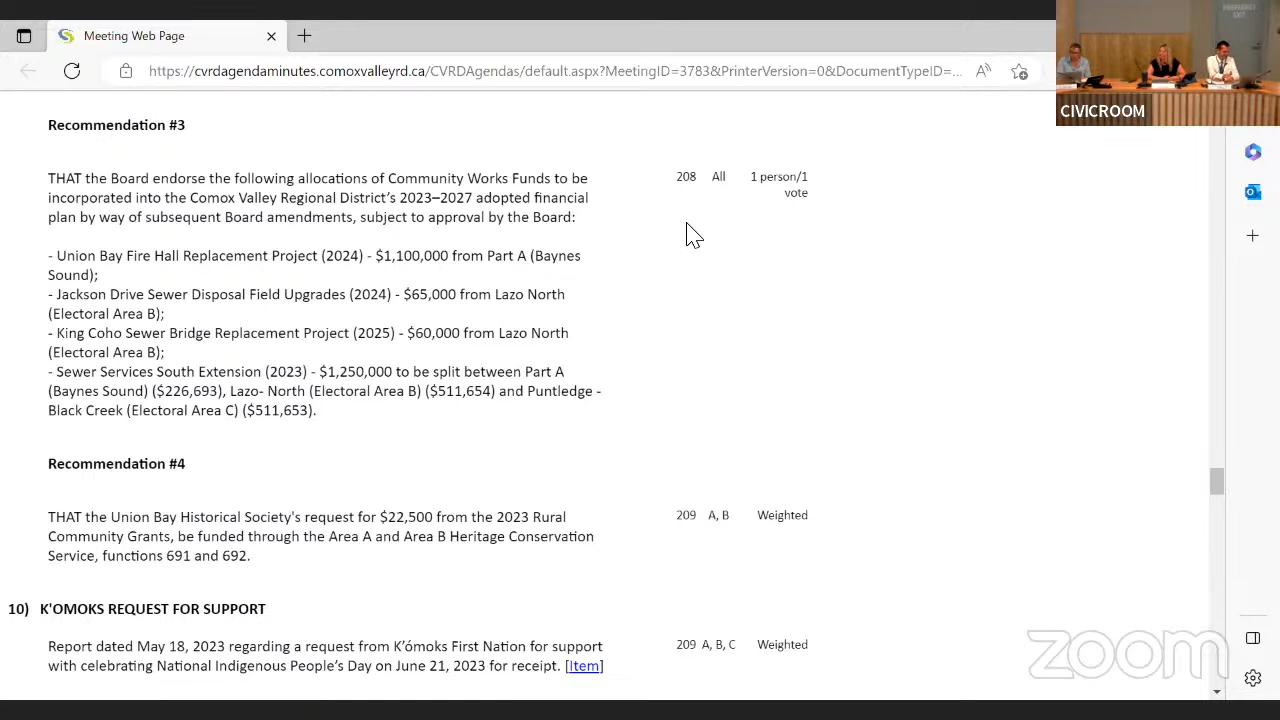 Meeting Web Page
https://cvrdagendaminutes.comoxvalleyrd.ca/CVRDAgendas/default.aspx?MeetingID=3783&PrinterVersion=0&DocumentTypeID=...
CIVICROOM
Recommendation #3
THAT the Board endorse the following allocations of Community Works Funds to be
incorporated into the Comox Valley Regional District's 2023–2027 adopted financial
plan by way of subsequent Board amendments, subject to approval by the Board:
208 All 1 person/1
vote
- Union Bay Fire Hall Replacement Project (2024) - $1,100,000 from Part A (Baynes
Sound);
- Jackson Drive Sewer Disposal Field Upgrades (2024) - $65,000 from Lazo North
(Electoral Area B);
- King Coho Sewer Bridge Replacement Project (2025) - $60,000 from Lazo North
(Electoral Area B);
- Sewer Services South Extension (2023) - $1,250,000 to be split between Part A
(Baynes Sound) ($226,693), Lazo- North (Electoral Area B) ($511,654) and Puntledge -
Black Creek (Electoral Area C) ($511,653).
Recommendation #4
THAT the Union Bay Historical Society's request for $22,500 from the 2023 Rural
Community Grants, be funded through the Area A and Area B Heritage Conservation
Service, functions 691 and 692.
209 A, B Weighted
10) K'OMOKS REQUEST FOR SUPPORT
Report dated May 18, 2023 regarding a request from K'ómoks First Nation for support
with celebrating National Indigenous People's Day on June 21, 2023 for receipt. [Item]
209 A, B, C Weighted
zoom